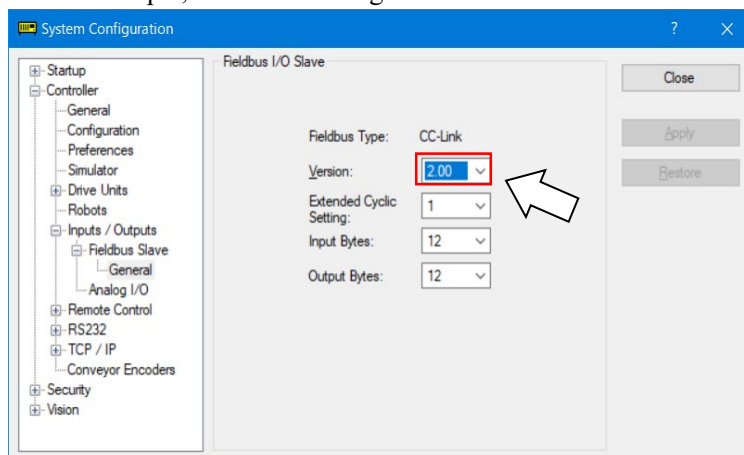 System Configuration
? ×
Startup
Controller
General
Configuration
Preferences
Simulator
Drive Units
Robots
Inputs / Outputs
Fieldbus Slave
General
Analog I/O
Remote Control
RS232
TCP / IP
Conveyor Encoders
Security
Vision
Fieldbus I/O Slave
Fieldbus Type: CC-Link
Version: 2.00
Extended Cyclic
Setting: 1
Input Bytes: 12
Output Bytes: 12
Close
Apply
Restore